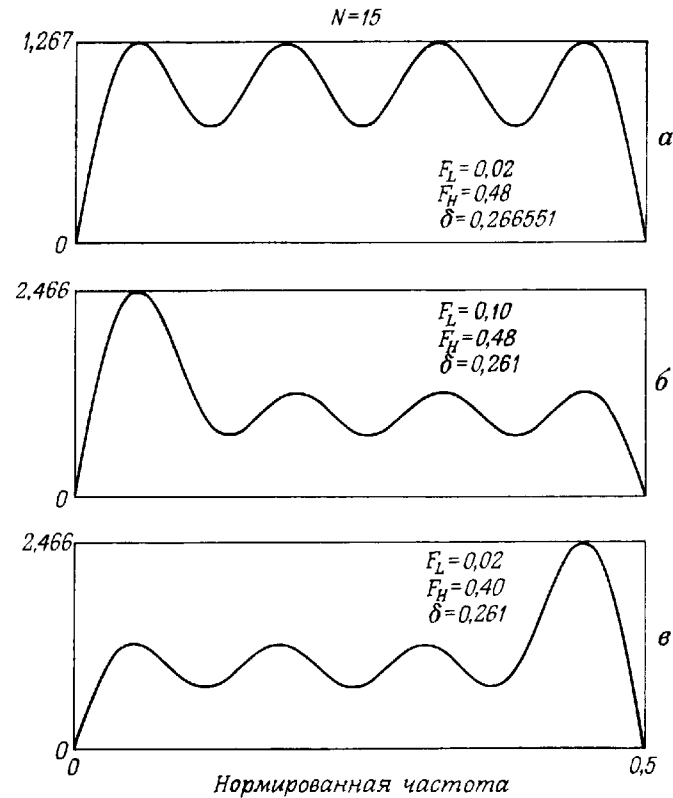 N=15
1,267
F_L=0,02
F_H=0,48
δ=0,266551
0
а
2,466
F_L=0,10
F_H=0,48
δ=0,261
0
б
2,466
F_L=0,02
F_H=0,40
δ=0,261
0
в
0
0,5
Нормированная частота